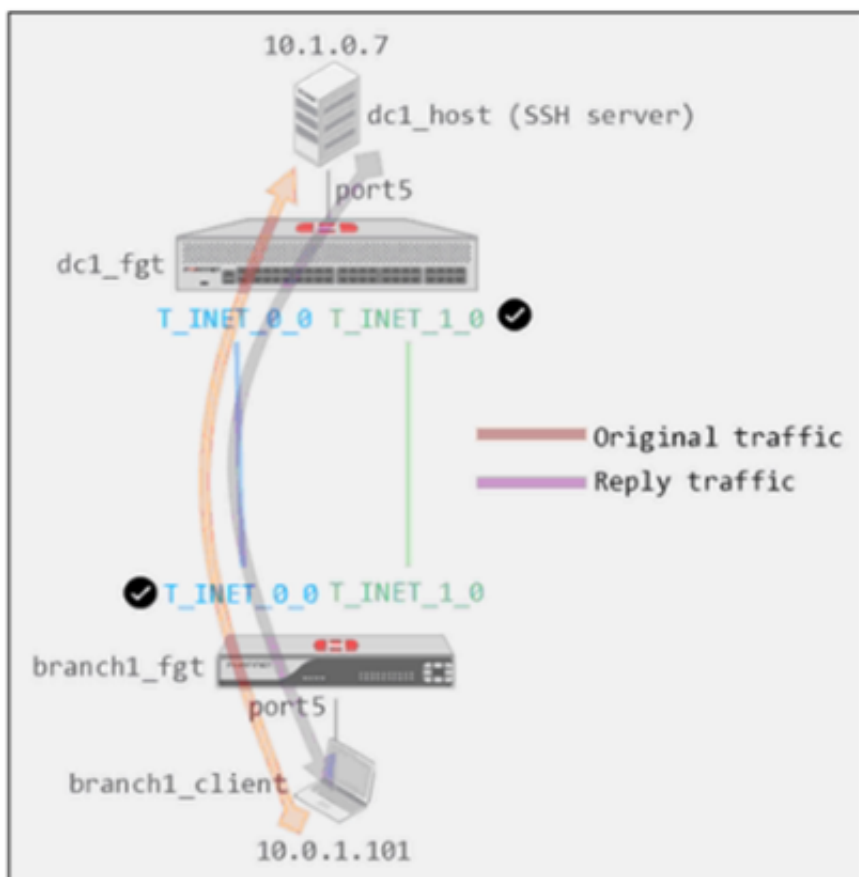 10.1.0.7
dc1_host (SSH server)
port5
dc1_fgt
T_INET_0_0 T_INET_1_0
Original traffic
Reply traffic
T_INET_0_0 T_INET_1_0
branch1_fgt
port5
branch1_client
10.0.1.101